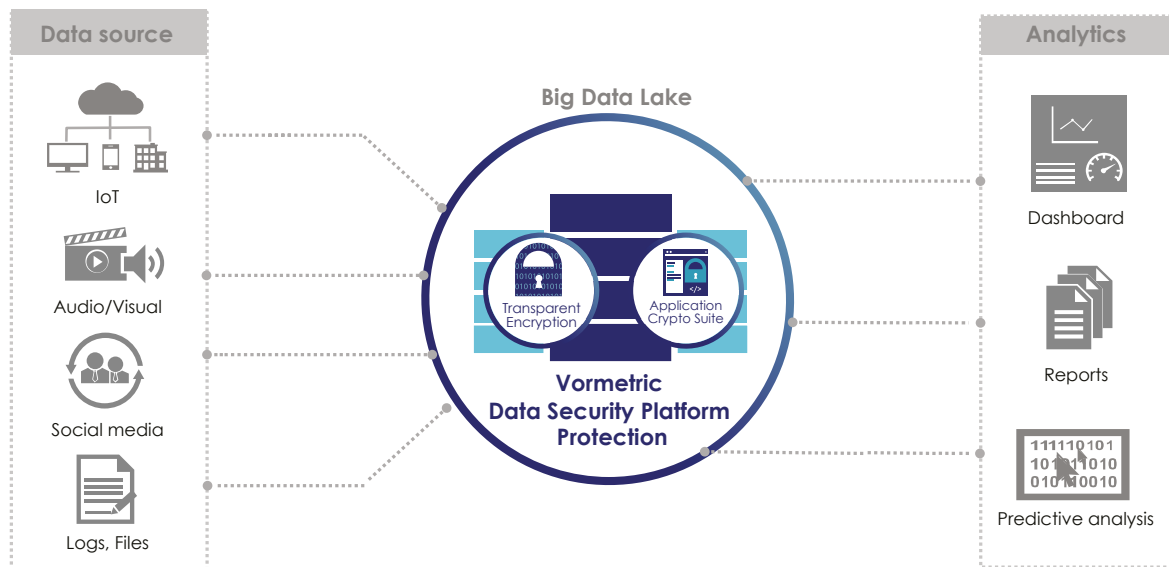 Data source
IoT
Audio/Visual
Social media
Logs, Files
Big Data Lake
Transparent
Encryption
Application
Crypto Suite
</>
Vormetric
Data Security Platform
Protection
Analytics
Dashboard
Reports
Predictive analysis
111110101
010110010